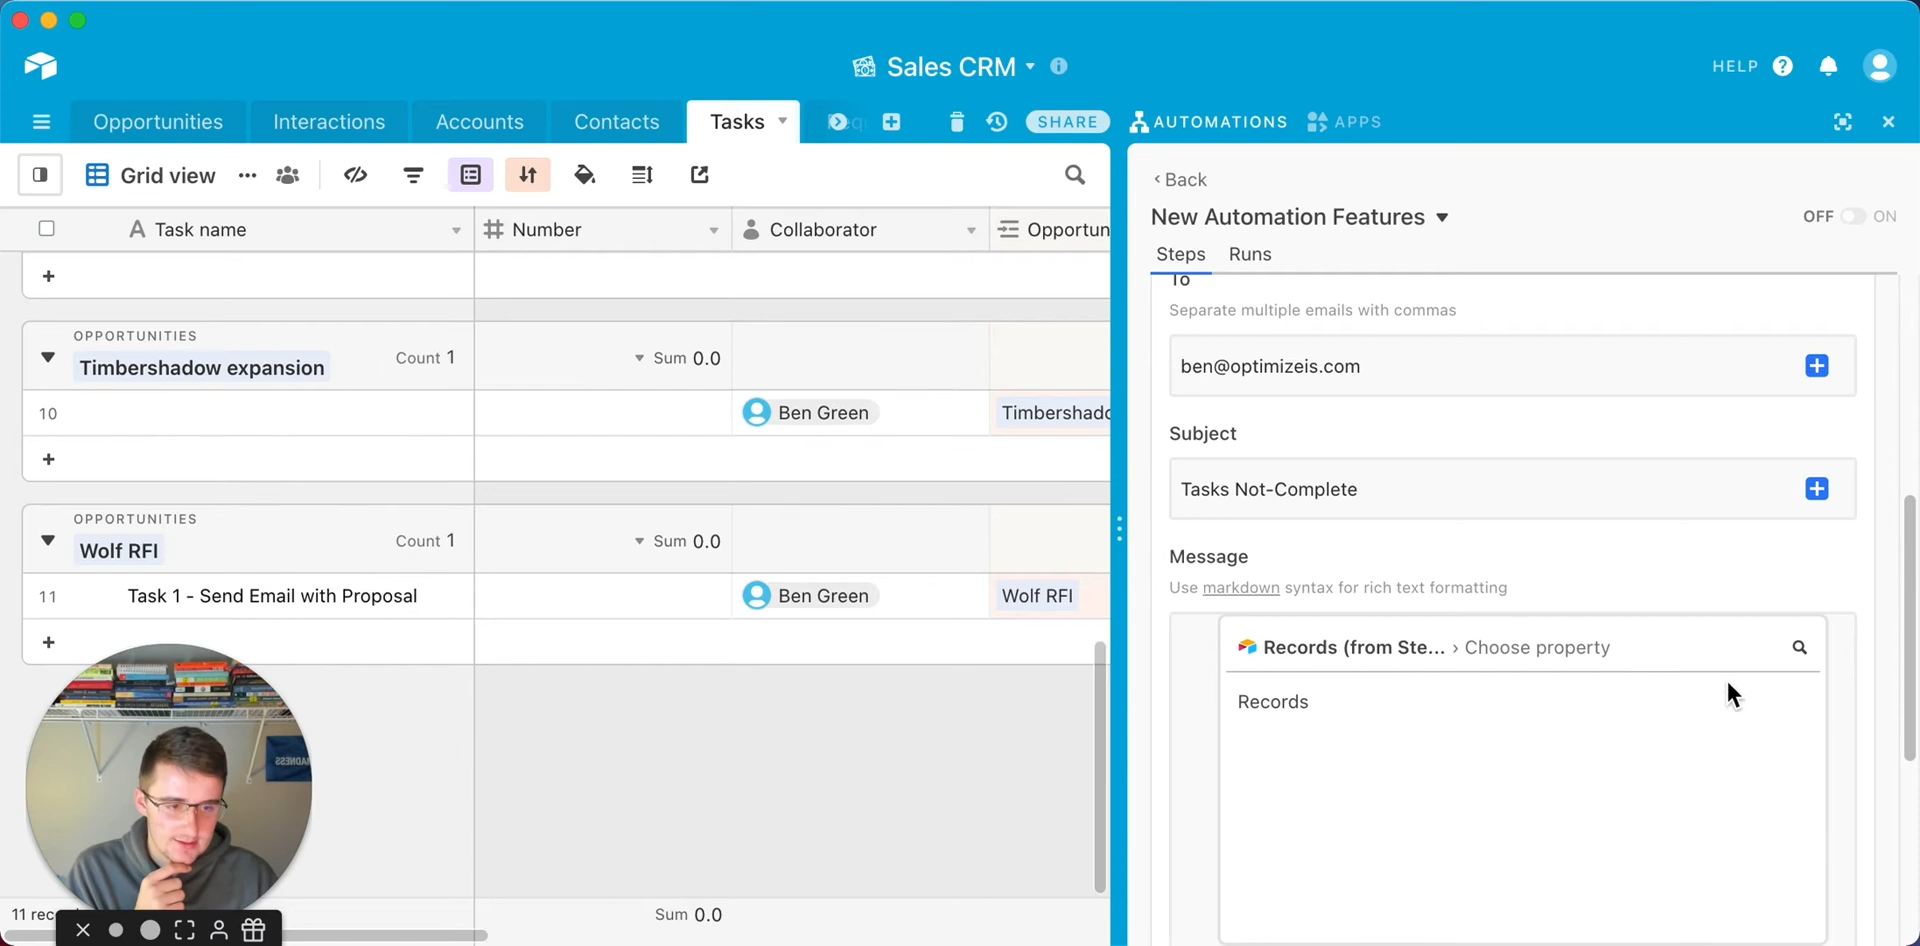 Sales CRM
HELP
Opportunities
Interactions
Accounts
Contacts
Tasks
SHARE
AUTOMATIONS
APPS
Grid view
Task name
Number
Collaborator
Opportun
+
OPPORTUNITIES
Timbershadow expansion
Count 1
Sum 0.0
10
Ben Green
Timbershado
+
OPPORTUNITIES
Wolf RFI
Count 1
Sum 0.0
11
Task 1 - Send Email with Proposal
Ben Green
Wolf RFI
+
11 rec
Sum 0.0
‹ Back
New Automation Features
OFF
ON
Steps
Runs
To
Separate multiple emails with commas
ben@optimizeis.com
Subject
Tasks Not-Complete
Message
Use markdown syntax for rich text formatting
Records (from Ste... › Choose property
Records